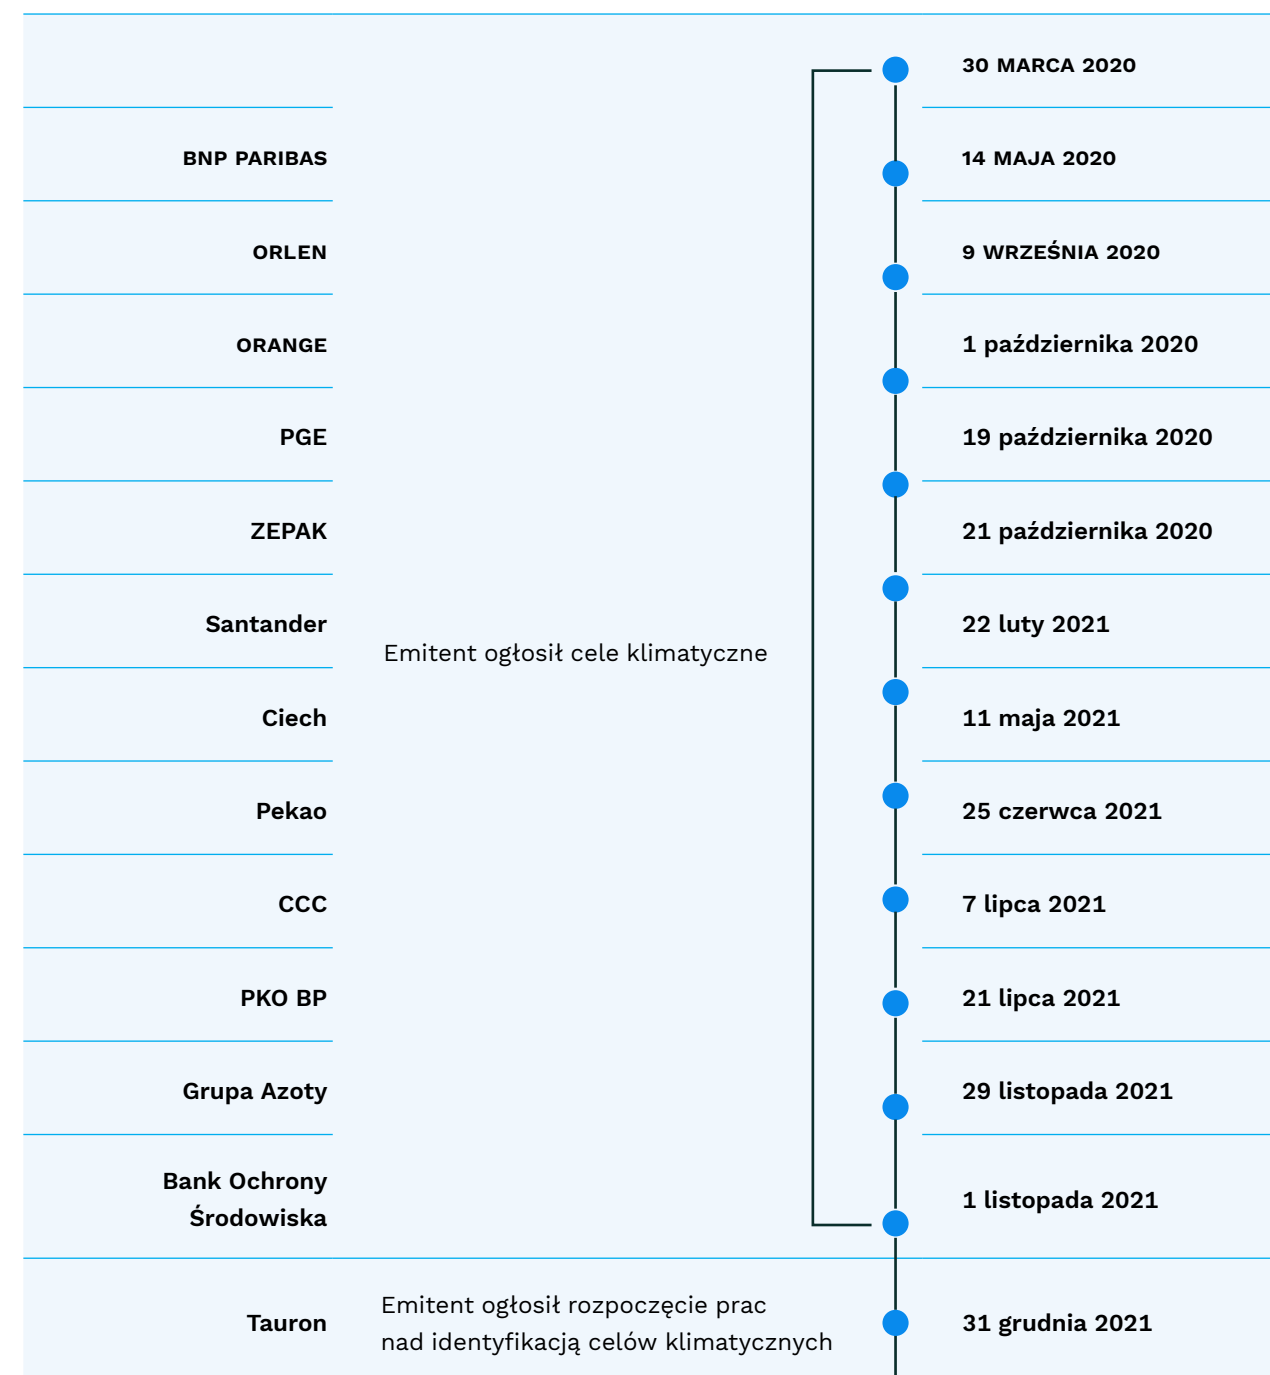 30 MARCA 2020
BNP PARIBAS
14 MAJA 2020
ORLEN
9 WRZEŚNIA 2020
ORANGE
1 października 2020
PGE
19 października 2020
ZEPAK
21 października 2020
Santander
22 luty 2021
Emitent ogłosił cele klimatyczne
Ciech
11 maja 2021
Pekao
25 czerwca 2021
CCC
7 lipca 2021
PKO BP
21 lipca 2021
Grupa Azoty
29 listopada 2021
Bank Ochrony
Środowiska
1 listopada 2021
Tauron
Emitent ogłosił rozpoczęcie prac
nad identyfikacją celów klimatycznych
31 grudnia 2021